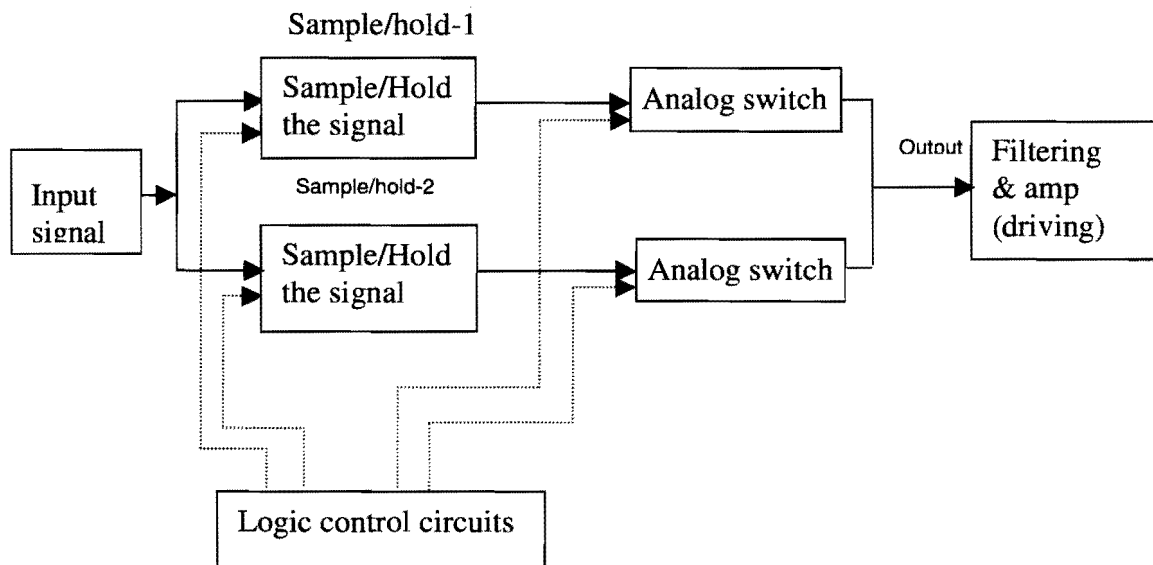 Sample/hold-1
Sample/Hold
the signal
Analog switch
Input
signal
Sample/hold-2
Outout
Filtering
& amp
(driving)
Sample/Hold
the signal
Analog switch
Logic control circuits